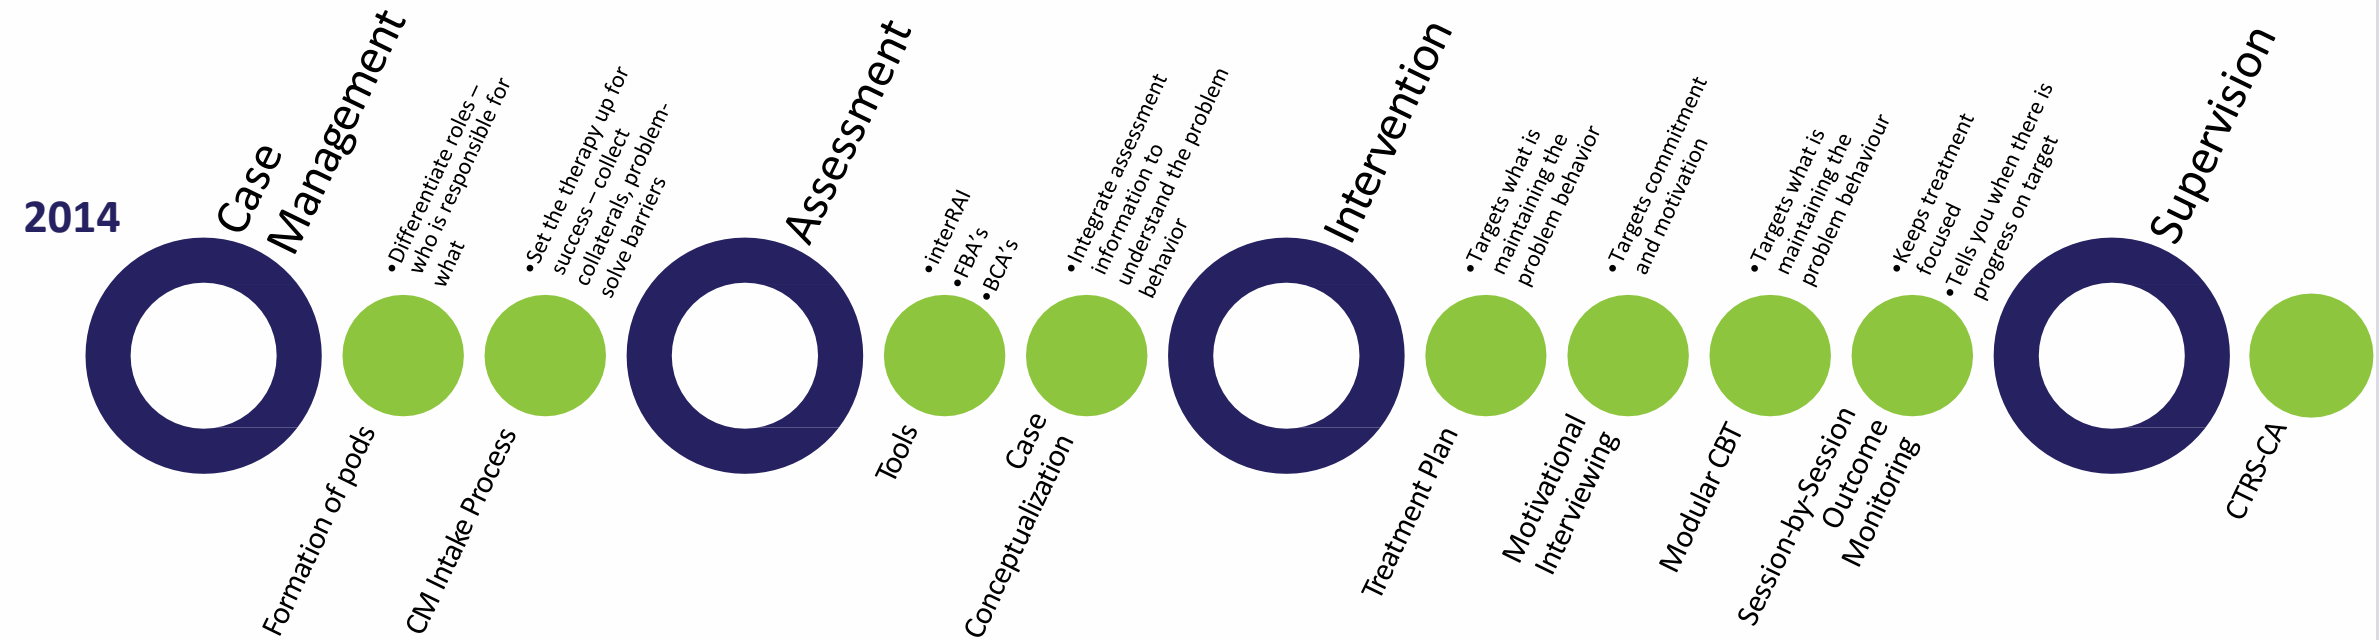 2014
Case
Management
Formation of pods
•Differentiate roles –
who is responsible for
what
CM Intake Process
•Set the therapy up for
success – collect
collaterals, problem-
solve barriers
Assessment
Tools
•interRAI
•FBA's
•BCA's
Case
Conceptualization
•Integrate assessment
information to
understand the problem
behavior
Intervention
Treatment Plan
•Targets what is
maintaining the
problem behavior
Motivational
Interviewing
•Targets commitment
and motivation
Modular CBT
•Targets what is
maintaining the
problem behaviour
Session-by-Session
Outcome
Monitoring
•Keeps treatment
focused
•Tells you when there is
progress on target
Supervision
CTRS-CA